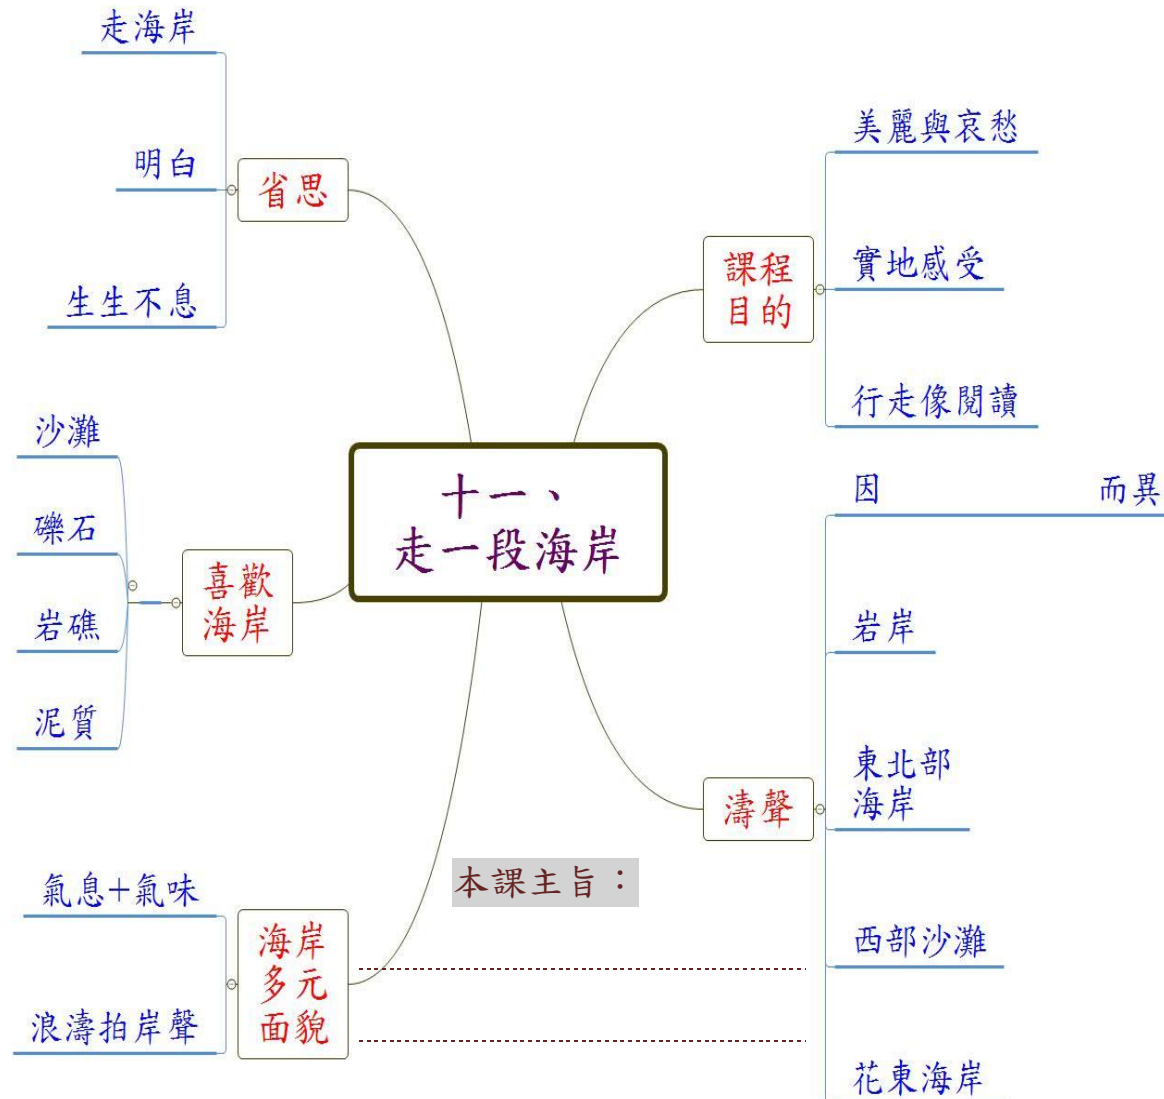 十一、
走一段海岸
課程
目的
美麗與哀愁
實地感受
行走像閱讀
濤聲
因 而異
岩岸
東北部
海岸
西部沙灘
花東海岸
海岸
多元
面貌
氣息+氣味
浪濤拍岸聲
喜歡
海岸
沙灘
礫石
岩礁
泥質
省思
走海岸
明白
生生不息
本課主旨：